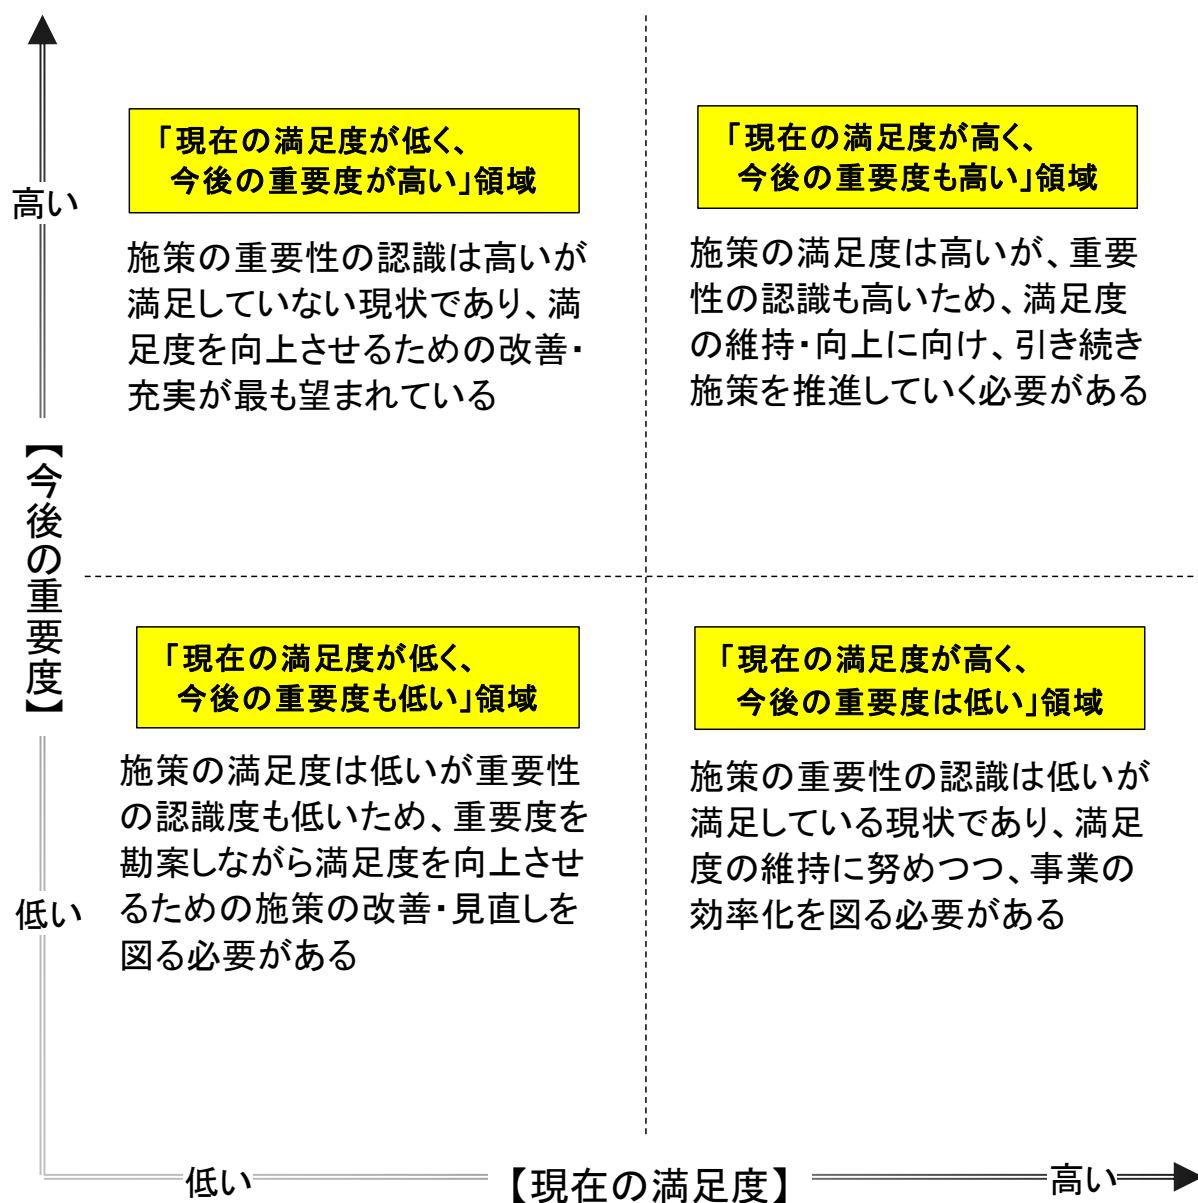 高い
「現在の満足度が低く、
今後の重要度が高い」領域
施策の重要性の認識は高いが
満足していない現状であり、満
足度を向上させるための改善・
充実が最も望まれている
「現在の満足度が高く、
今後の重要度も高い」領域
施策の満足度は高いが、重要
性の認識も高いため、満足度
の維持・向上に向け、引き続き
施策を推進していく必要がある
【今後の重要度】
「現在の満足度が低く、
今後の重要度も低い」領域
施策の満足度は低いが重要性
の認識度も低いため、重要度を
勘案しながら満足度を向上させ
るための施策の改善・見直しを
図る必要がある
「現在の満足度が高く、
今後の重要度は低い」領域
施策の重要性の認識は低いが
満足している現状であり、満足
度の維持に努めつつ、事業の
効率化を図る必要がある
低い
低い
【現在の満足度】
高い